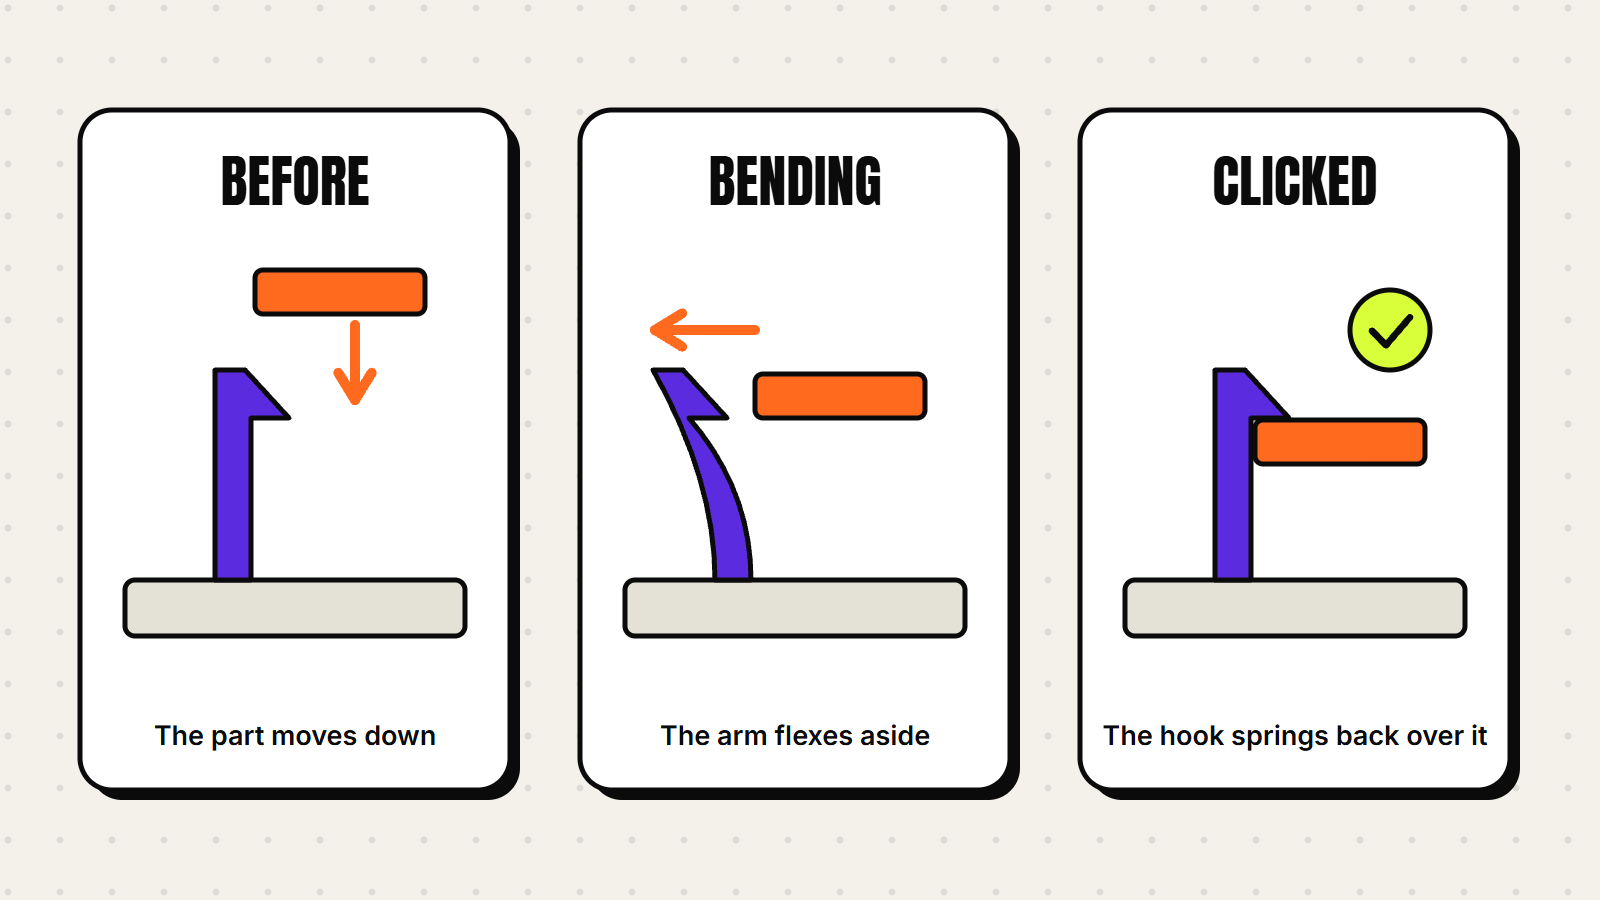 BEFORE
BENDING
CLICKED
The part moves down
The arm flexes aside
The hook springs back over it